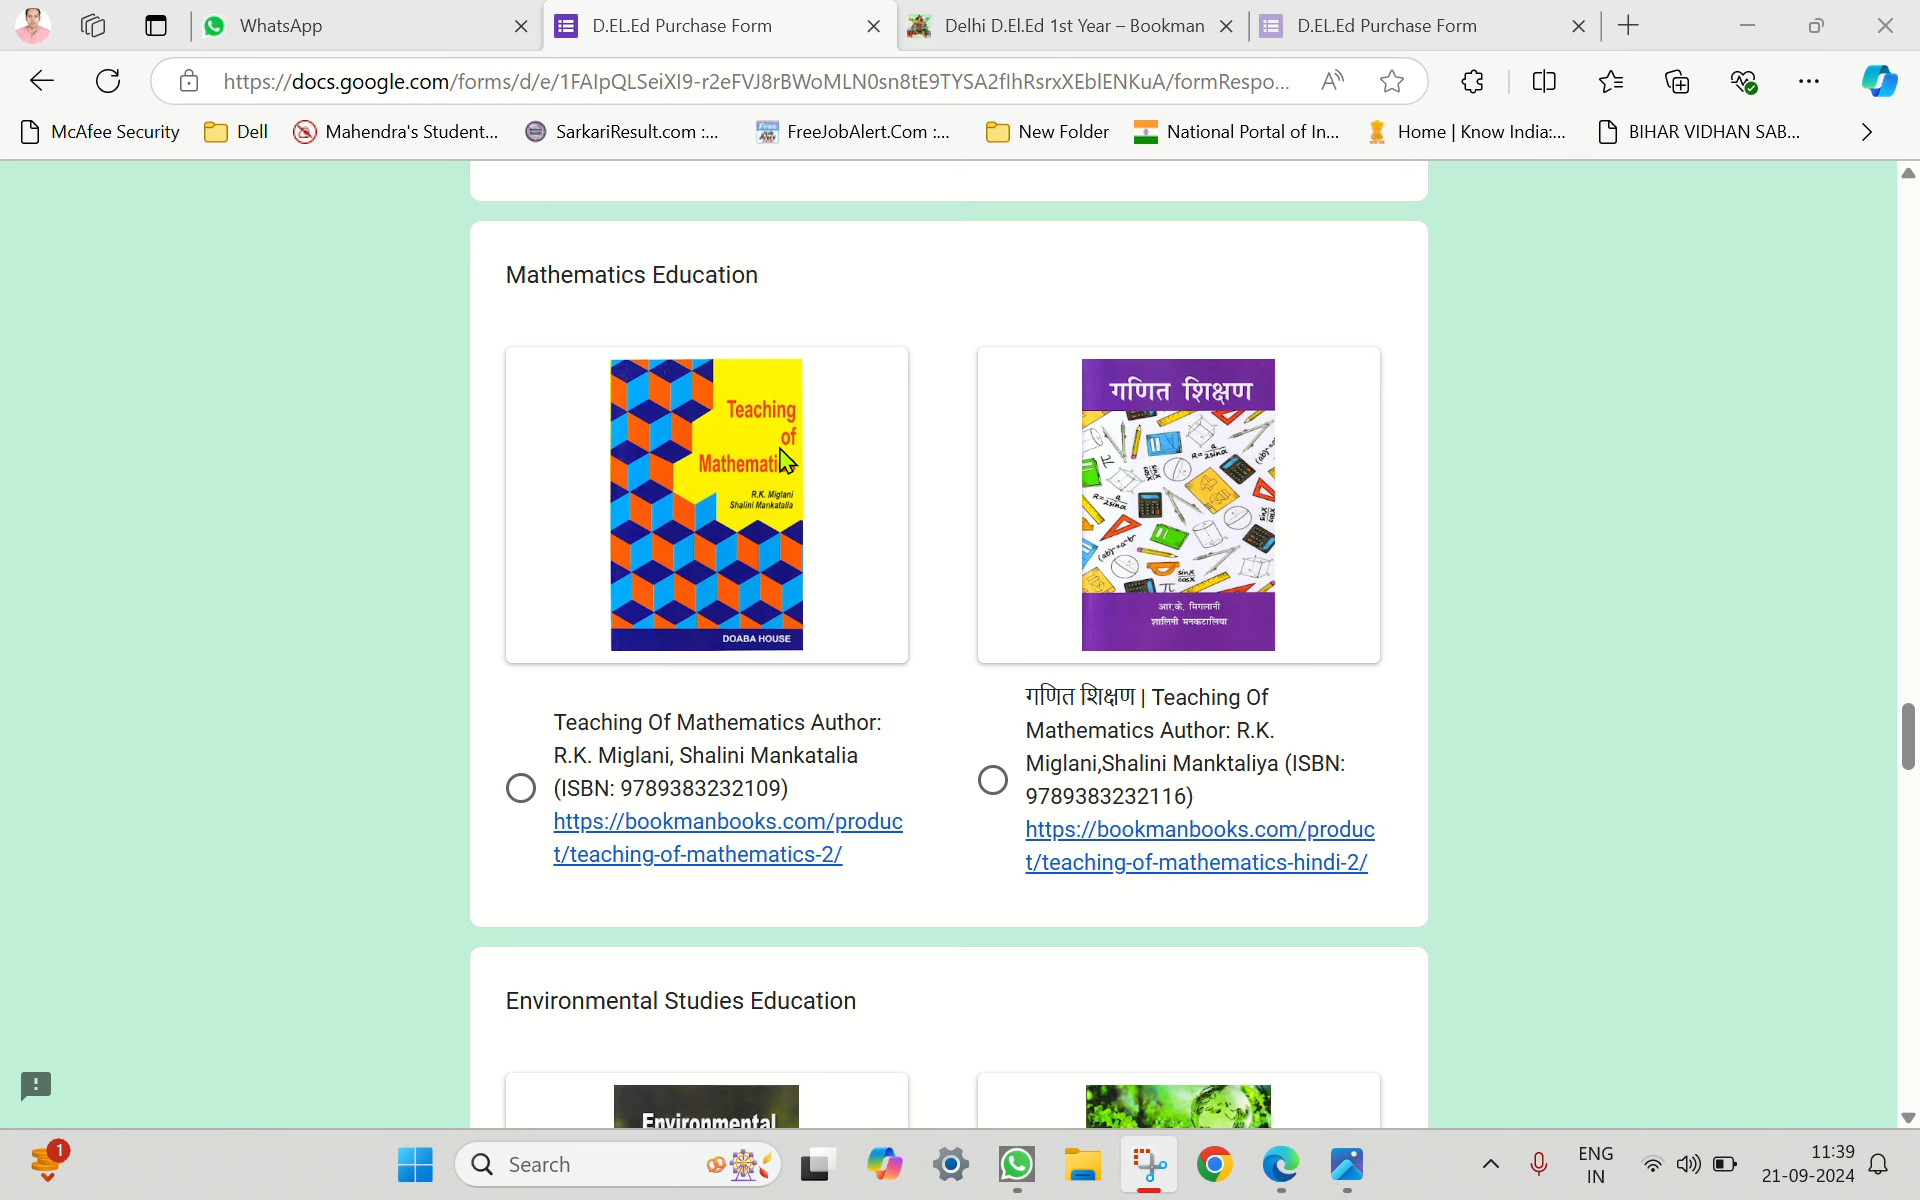 WhatsApp
D.EL.Ed Purchase Form
Delhi D.El.Ed 1st Year – Bookman
D.EL.Ed Purchase Form
https://docs.google.com/forms/d/e/1FAIpQLSeiXI9-r2eFVJ8rBWoMLN0sn8tE9TYSA2fIhRsrxXEblENKuA/formRespo...
McAfee Security
Dell
Mahendra's Student...
SarkariResult.com :...
FreeJobAlert.Com :...
New Folder
National Portal of In...
Home | Know India:...
BIHAR VIDHAN SAB...
Mathematics Education
Teaching
of
Mathemati
R.K. Miglani
Shalini Mankatalia
DOABA HOUSE
गणित शिक्षण
आर.के. मिगलानी
शालिनी मनकटालिया
Teaching Of Mathematics Author:
R.K. Miglani, Shalini Mankatalia
(ISBN: 9789383232109)
https://bookmanbooks.com/produc
t/teaching-of-mathematics-2/
गणित शिक्षण | Teaching Of
Mathematics Author: R.K.
Miglani,Shalini Manktaliya (ISBN:
9789383232116)
https://bookmanbooks.com/produc
t/teaching-of-mathematics-hindi-2/
Environmental Studies Education
Environmental
1
Search
ENG
IN
11:39
21-09-2024